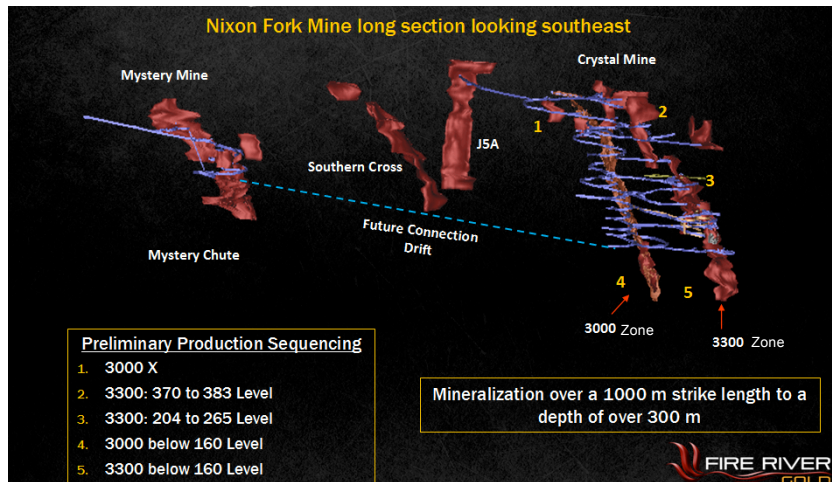 Nixon Fork Mine long section looking southeast
Mystery Mine
Crystal Mine
1
2
J5A
Southern Cross
3
Future Connection
Drift
Mystery Chute
4
5
3000 Zone
3300 Zone
Preliminary Production Sequencing
1. 3000 X
2. 3300: 370 to 383 Level
3. 3300: 204 to 265 Level
4. 3000 below 160 Level
5. 3300 below 160 Level
Mineralization over a 1000 m strike length to a
depth of over 300 m
FIRE RIVER
GOLD